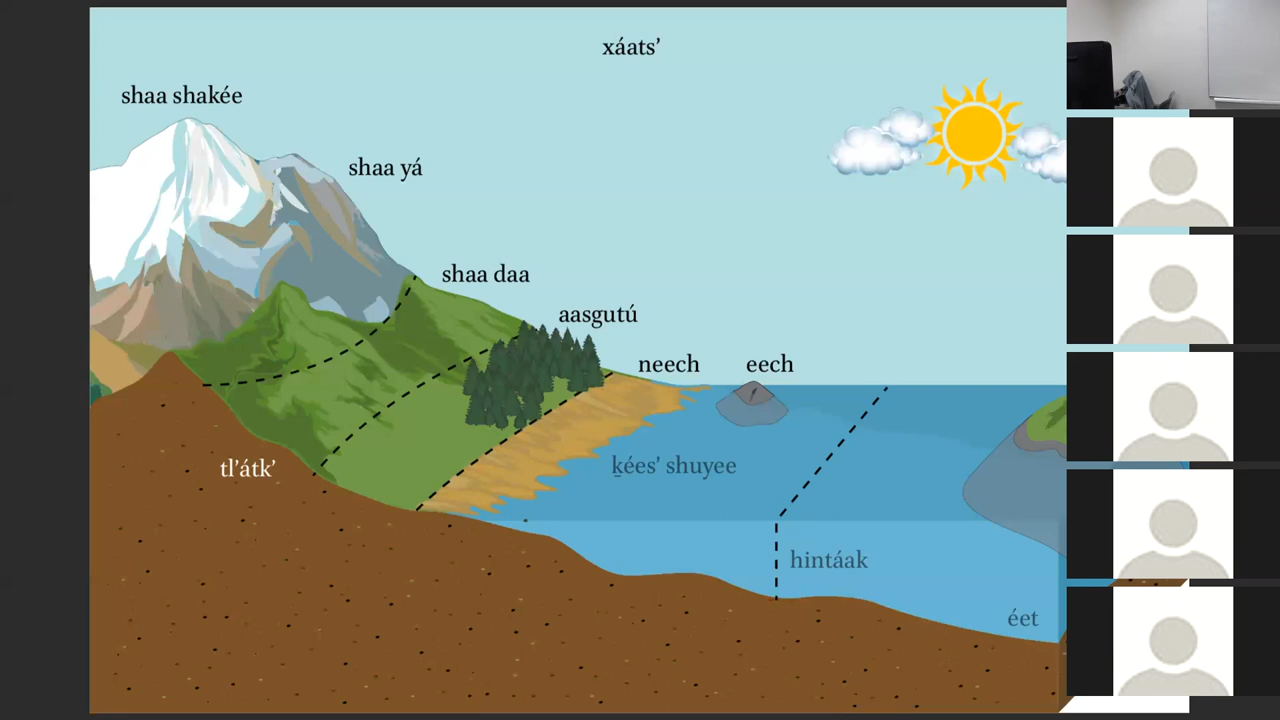 xáats’
shaa shakée
shaa yá
shaa daa
aasgutú
neech
eech
tl’átk’
ḵées’ shuyee
hintáak
éet